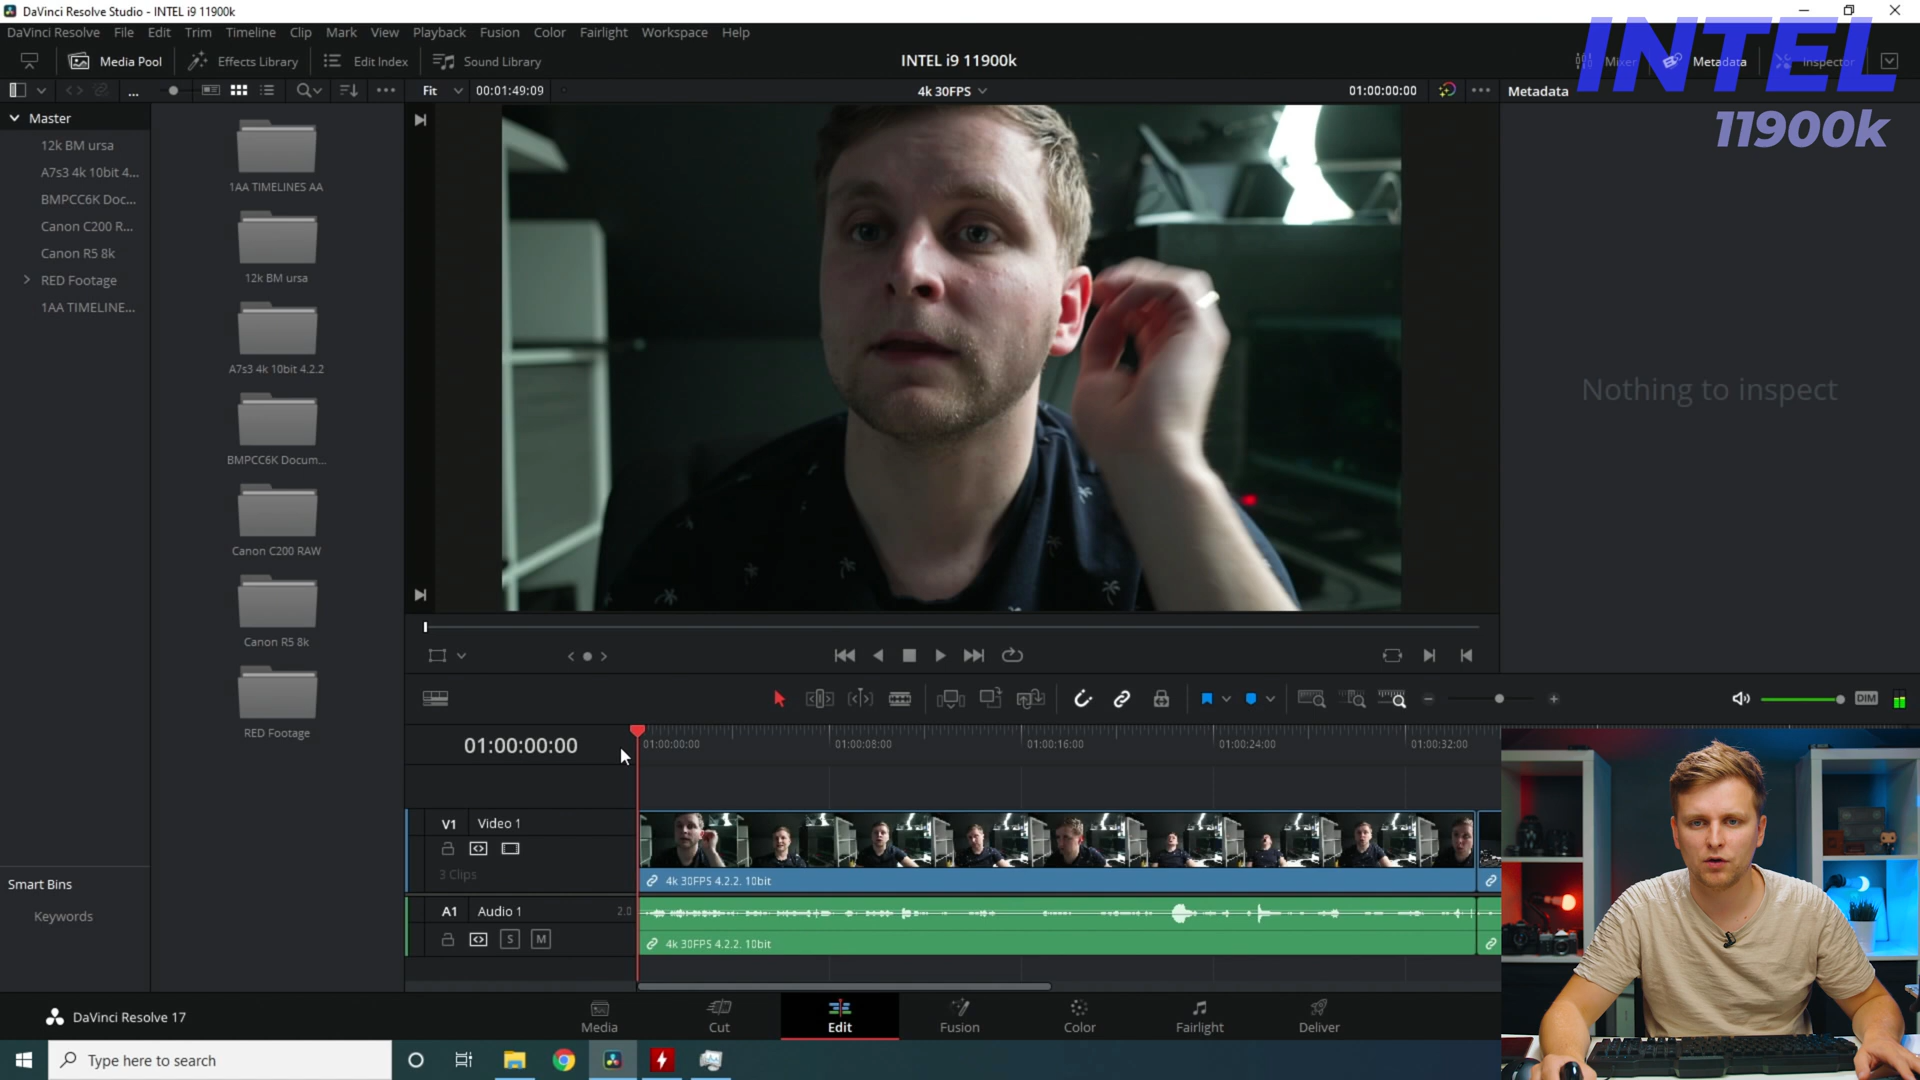 DaVinci Resolve Studio - INTEL i9 11900k
DaVinci Resolve File Edit Trim Timeline Clip Mark View Playback Fusion Color Fairlight Workspace Help
INTEL
Media Pool Effects Library Edit Index Sound Library INTEL i9 11900k Mixer Metadata Inspector
Fit 00:01:49:09 4k 30FPS 01:00:00:00 Metadata
11900k
Master
12k BM ursa
A7s3 4k 10bit 4...
BMPCC6K Doc...
Canon C200 R...
Canon R5 8k
RED Footage
1AA TIMELINE...
1AA TIMELINES AA
12k BM ursa
A7s3 4k 10bit 4.2.2
BMPCC6K Docum...
Canon C200 RAW
Canon R5 8k
RED Footage
Nothing to inspect
DIM
01:00:00:00
01:00:00:00 01:00:08:00 01:00:16:00 01:00:24:00 01:00:32:00
V1 Video 1
3 Clips
4k 30FPS 4.2.2. 10bit
A1 Audio 1 2.0
S M
4k 30FPS 4.2.2. 10bit
Smart Bins
Keywords
DaVinci Resolve 17
Media Cut Edit Fusion Color Fairlight Deliver
Type here to search